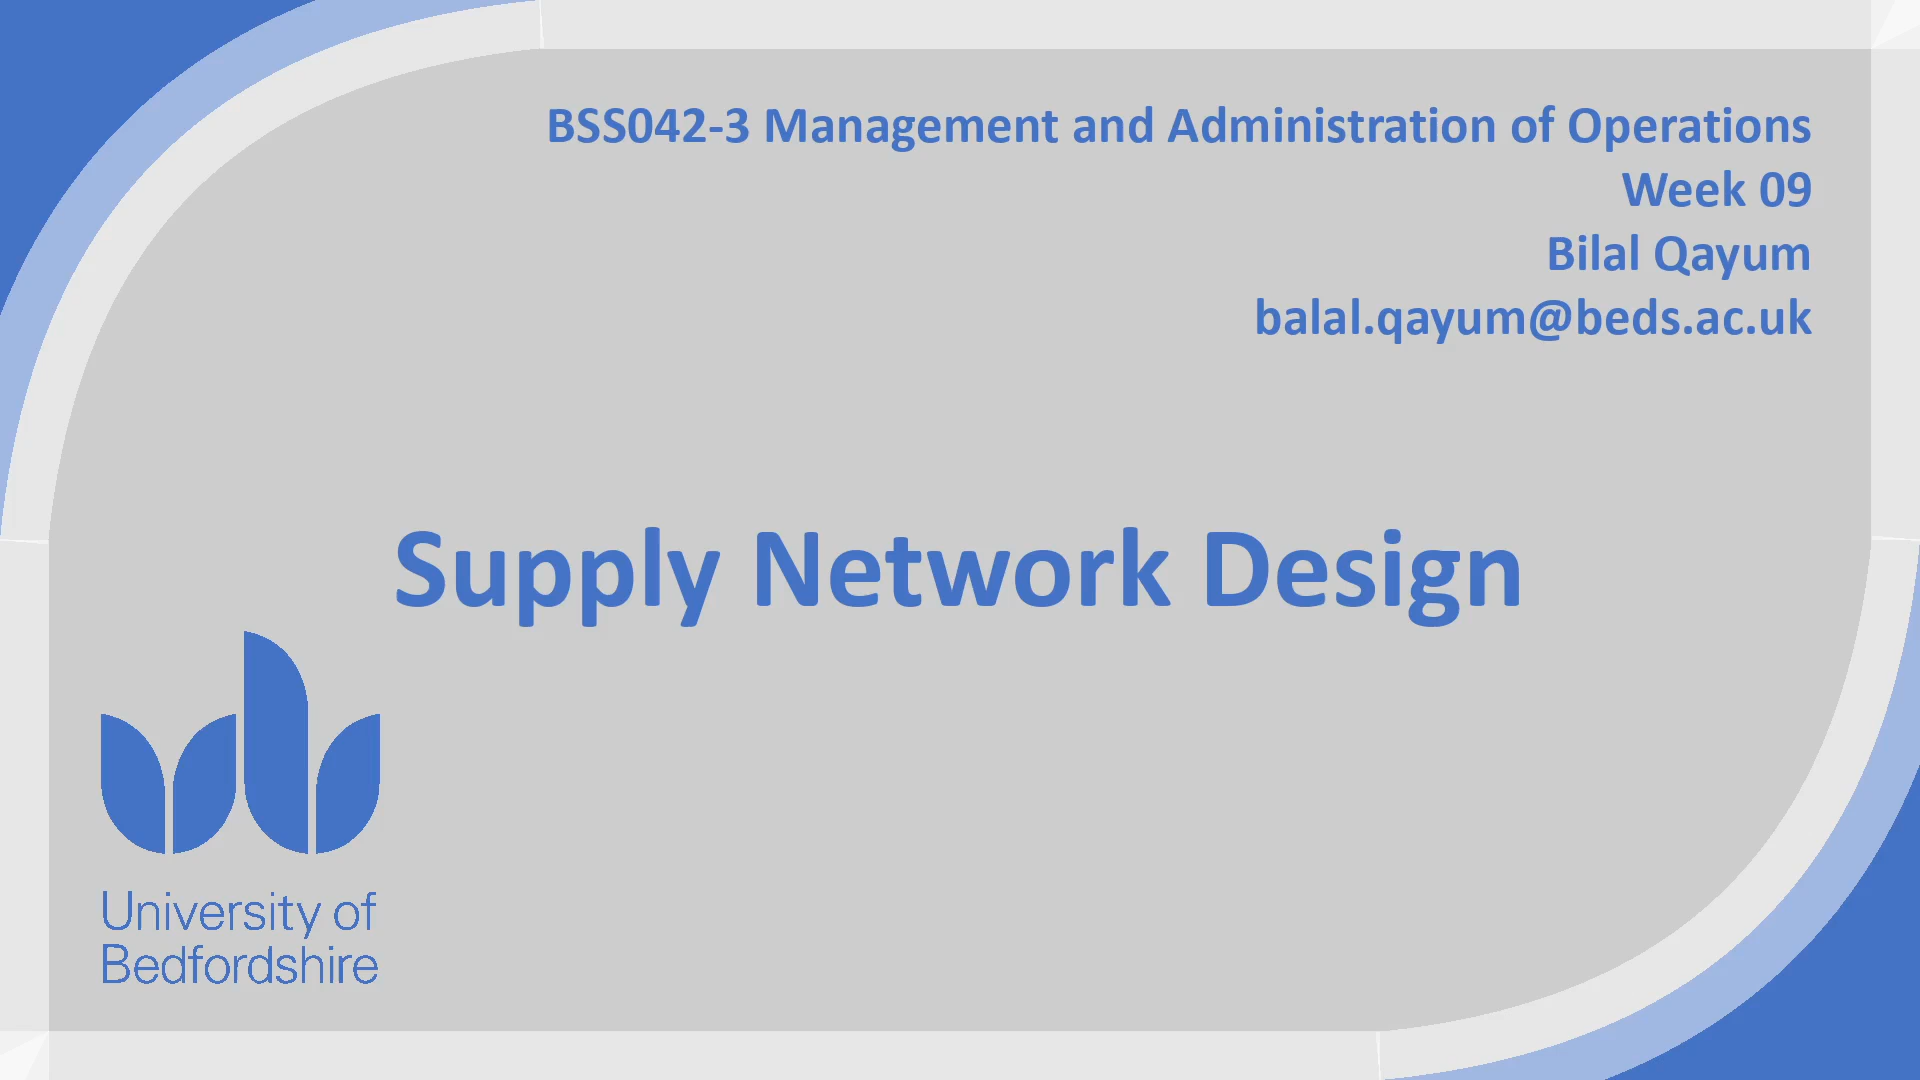 BSS042-3 Management and Administration of Operations
Week 09
Bilal Qayum
balal.qayum@beds.ac.uk
Supply Network Design
University of
Bedfordshire